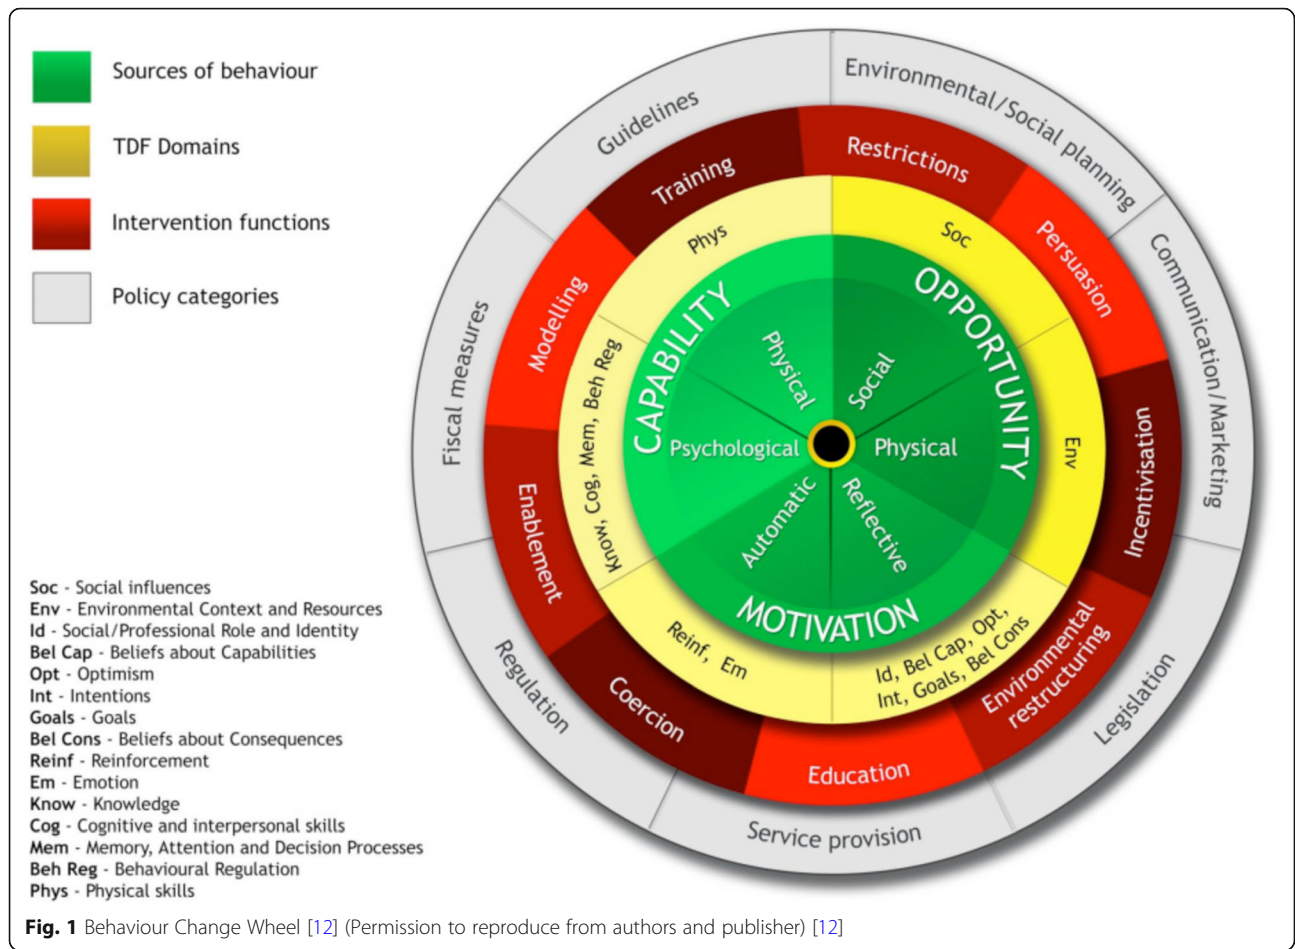 Sources of behaviour
TDF Domains
Intervention functions
Policy categories
Guidelines
Environmental/Social planning
Communication/Marketing
Legislation
Service provision
Regulation
Fiscal measures
Training
Restrictions
Persuasion
Incentivisation
Environmental
restructuring
Education
Coercion
Enablement
Modelling
Phys
Soc
Env
Id, Bel Cap, Opt,
Int, Goals, Bel Cons
Reinf, Em
Know, Cog, Mem, Beh Reg
CAPABILITY
OPPORTUNITY
MOTIVATION
Physical
Social
Physical
Reflective
Automatic
Psychological
Soc - Social influences
Env - Environmental Context and Resources
Id - Social/Professional Role and Identity
Bel Cap - Beliefs about Capabilities
Opt - Optimism
Int - Intentions
Goals - Goals
Bel Cons - Beliefs about Consequences
Reinf - Reinforcement
Em - Emotion
Know - Knowledge
Cog - Cognitive and interpersonal skills
Mem - Memory, Attention and Decision Processes
Beh Reg - Behavioural Regulation
Phys - Physical skills
Fig. 1 Behaviour Change Wheel [12] (Permission to reproduce from authors and publisher) [12]